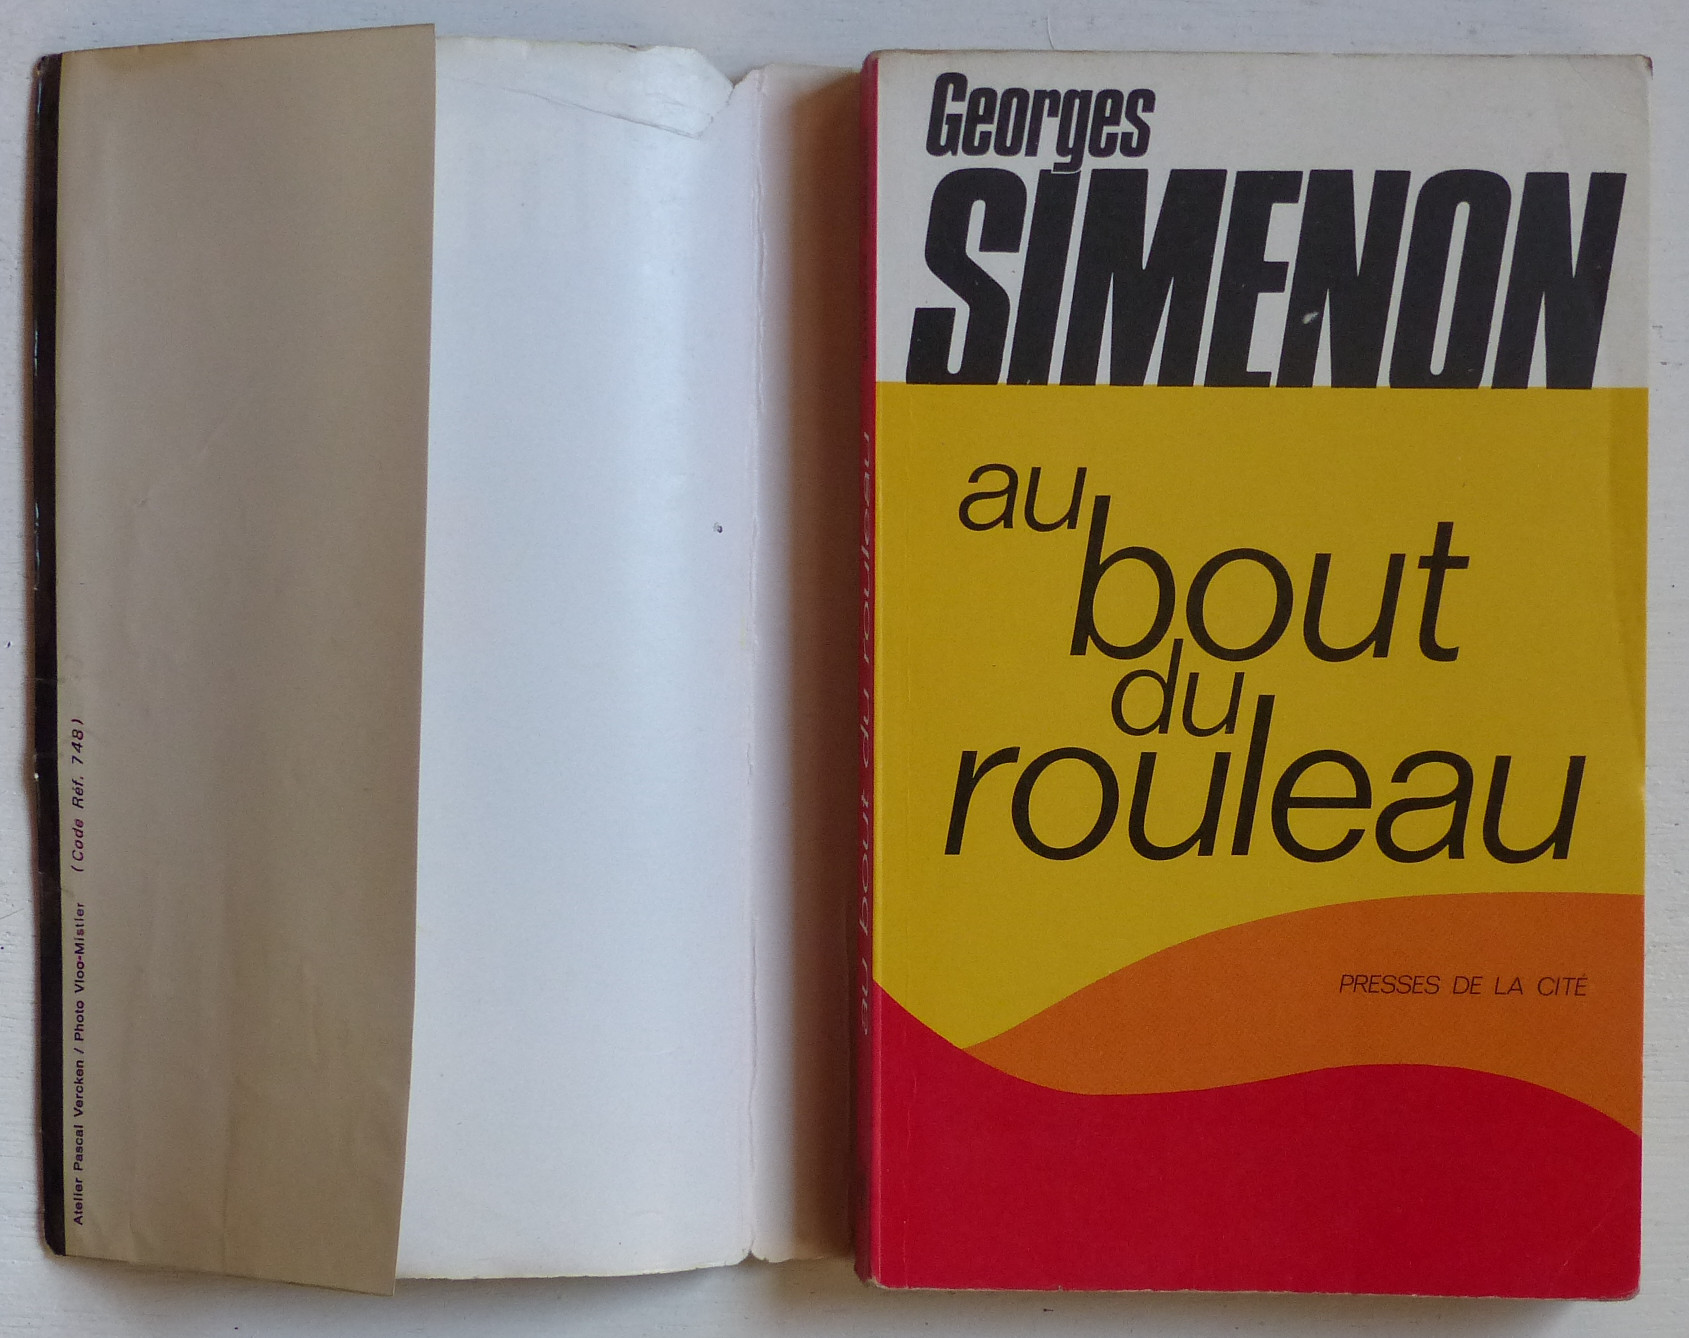 Atelier Pascal Vercken / Photo Vloo-Mistler (Code Réf. 748)
Georges
SIMENON
au
bout
du
rouleau
PRESSES DE LA CITÉ
au bout du rouleau